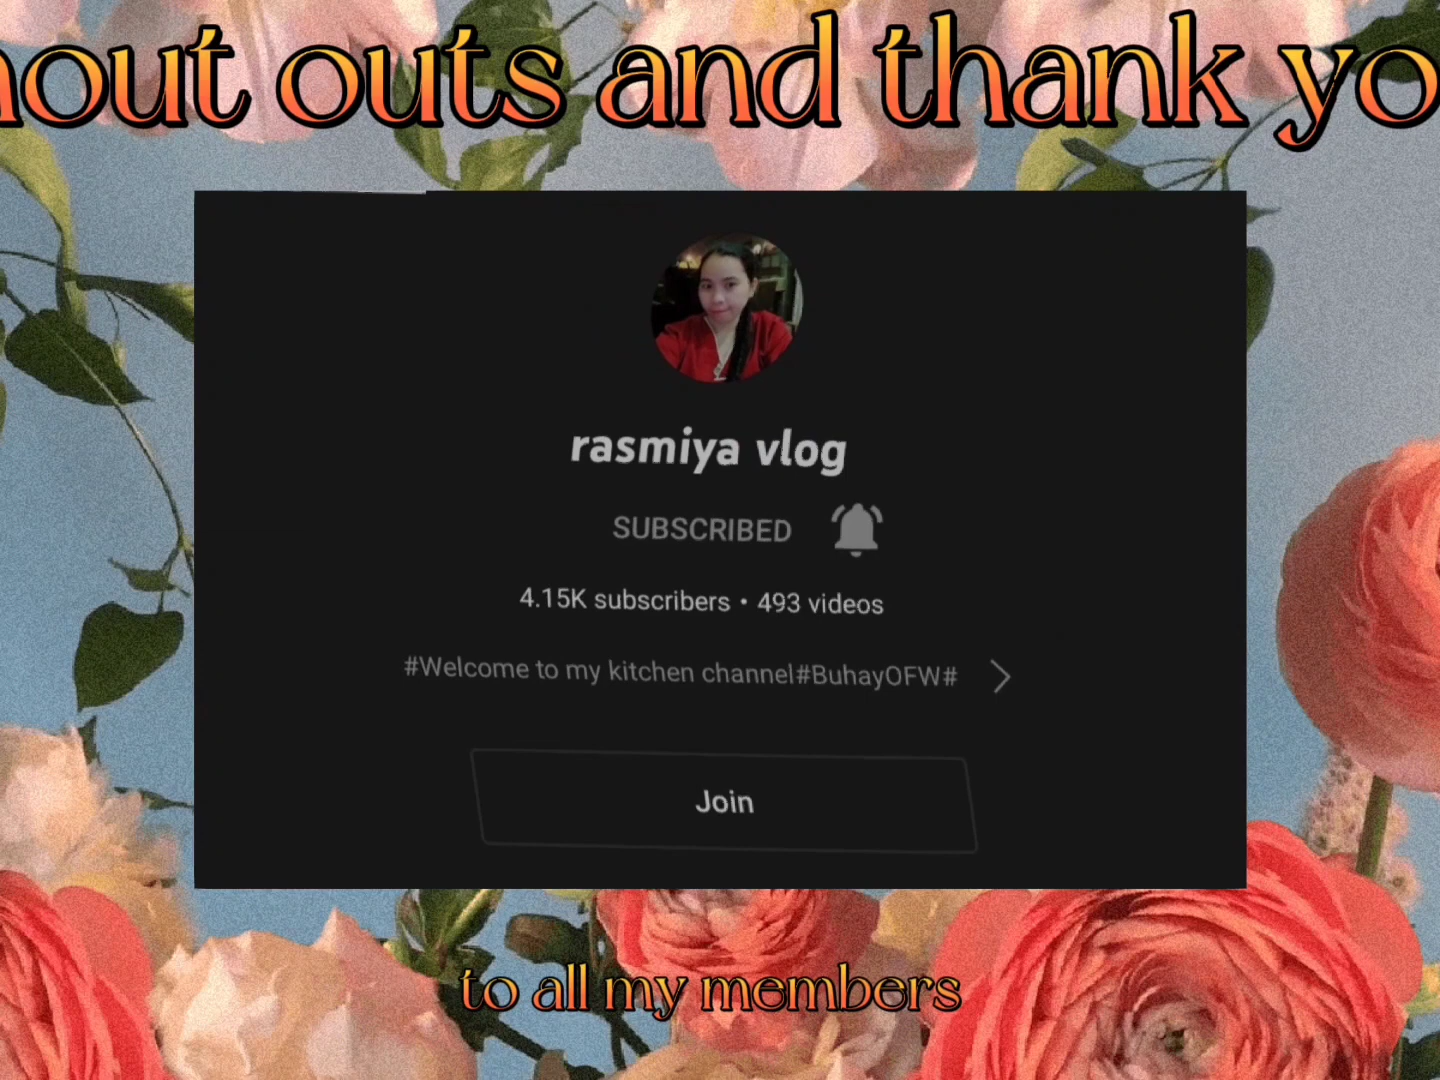 out outs and thank yo
rasmiya vlog
SUBSCRIBED
4.15K subscribers • 493 videos
#Welcome to my kitchen channel#BuhayOFW#
Join
to all my members